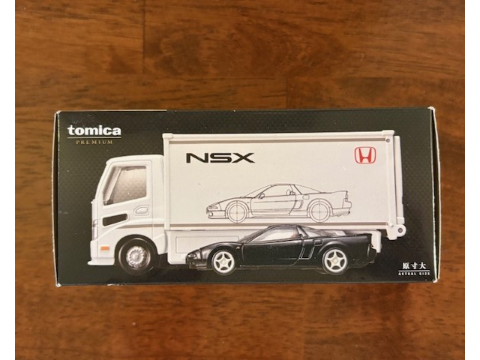 tomica
PREMIUM
NSX
原寸大
ACTUAL SIZE